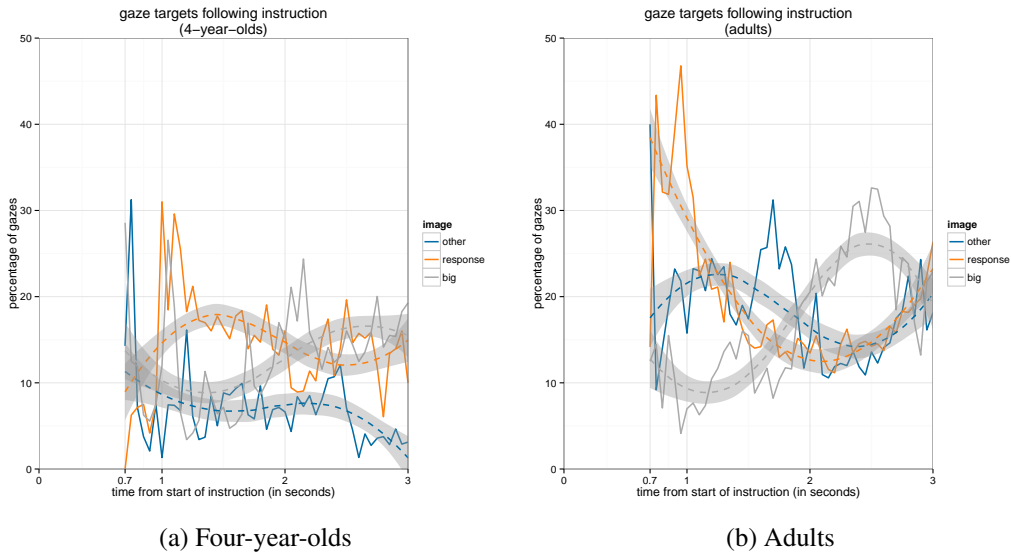 gaze targets following instruction
(4−year−olds)
50
40
30
20
10
0
percentage of gazes
0
0.7
1
2
3
time from start of instruction (in seconds)
image
other
response
big
(a) Four-year-olds
gaze targets following instruction
(adults)
50
40
30
20
10
0
percentage of gazes
0
0.7
1
2
3
time from start of instruction (in seconds)
image
other
response
big
(b) Adults